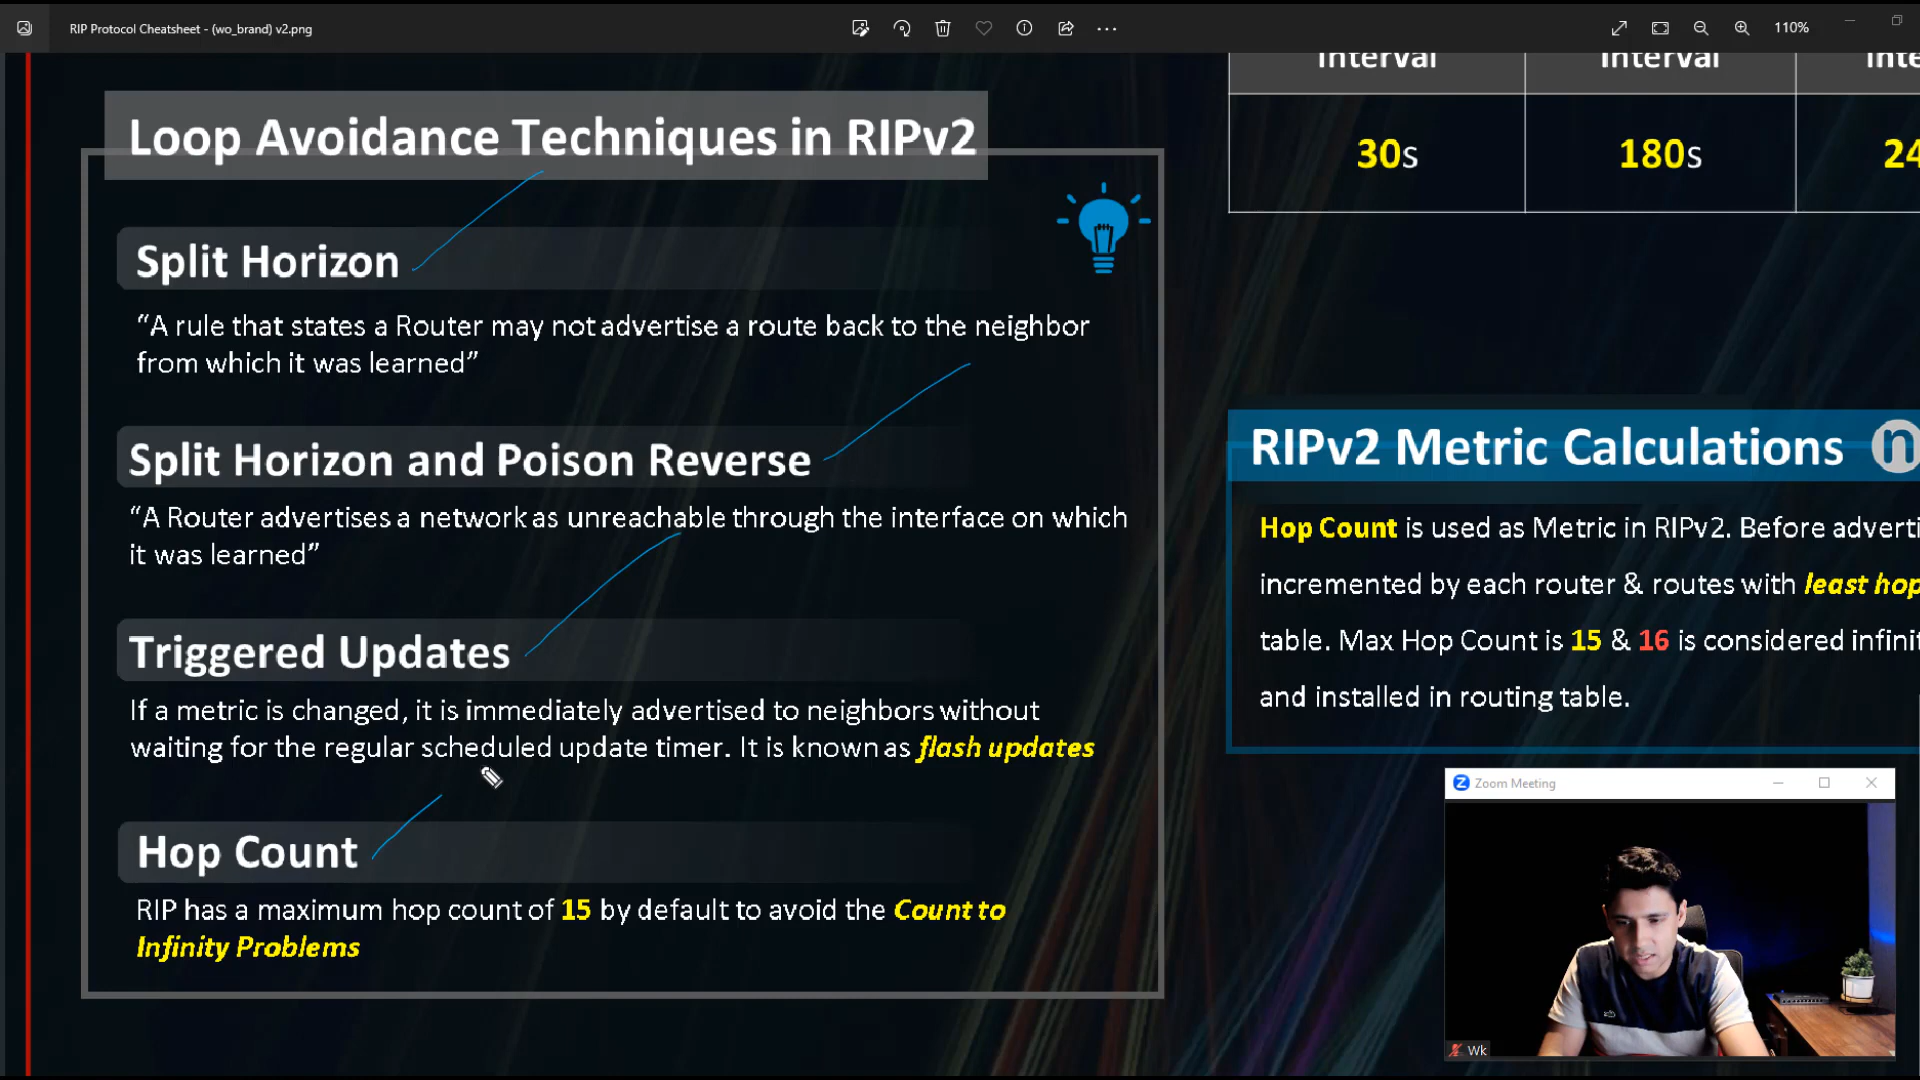 RIP Protocol Cheatsheet - (wo_brand) v2.png
110%
Loop Avoidance Techniques in RIPv2
Split Horizon
“A rule that states a Router may not advertise a route back to the neighbor
from which it was learned”
Split Horizon and Poison Reverse
“A Router advertises a network as unreachable through the interface on which
it was learned”
Triggered Updates
If a metric is changed, it is immediately advertised to neighbors without
waiting for the regular scheduled update timer. It is known as flash updates
Hop Count
RIP has a maximum hop count of 15 by default to avoid the Count to
Infinity Problems
Interval Interval Inte
30s 180s 24
RIPv2 Metric Calculations n
Hop Count is used as Metric in RIPv2. Before adverti
incremented by each router & routes with least hop
table. Max Hop Count is 15 & 16 is considered infinit
and installed in routing table.
Zoom Meeting
Wk